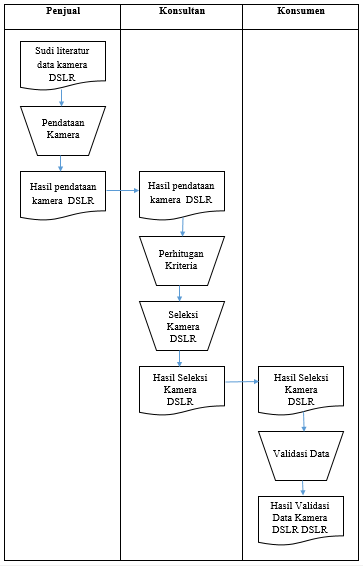 Penjual
Konsultan
Konsumen
Sudi literatur
data kamera
DSLR
Pendataan
Kamera
Hasil pendataan
kamera DSLR
Hasil pendataan
kamera DSLR
Perhitugan
Kriteria
Seleksi
Kamera
DSLR
Hasil Seleksi
Kamera
DSLR
Hasil Seleksi
Kamera
DSLR
Validasi Data
Hasil Validasi
Data Kamera
DSLR DSLR